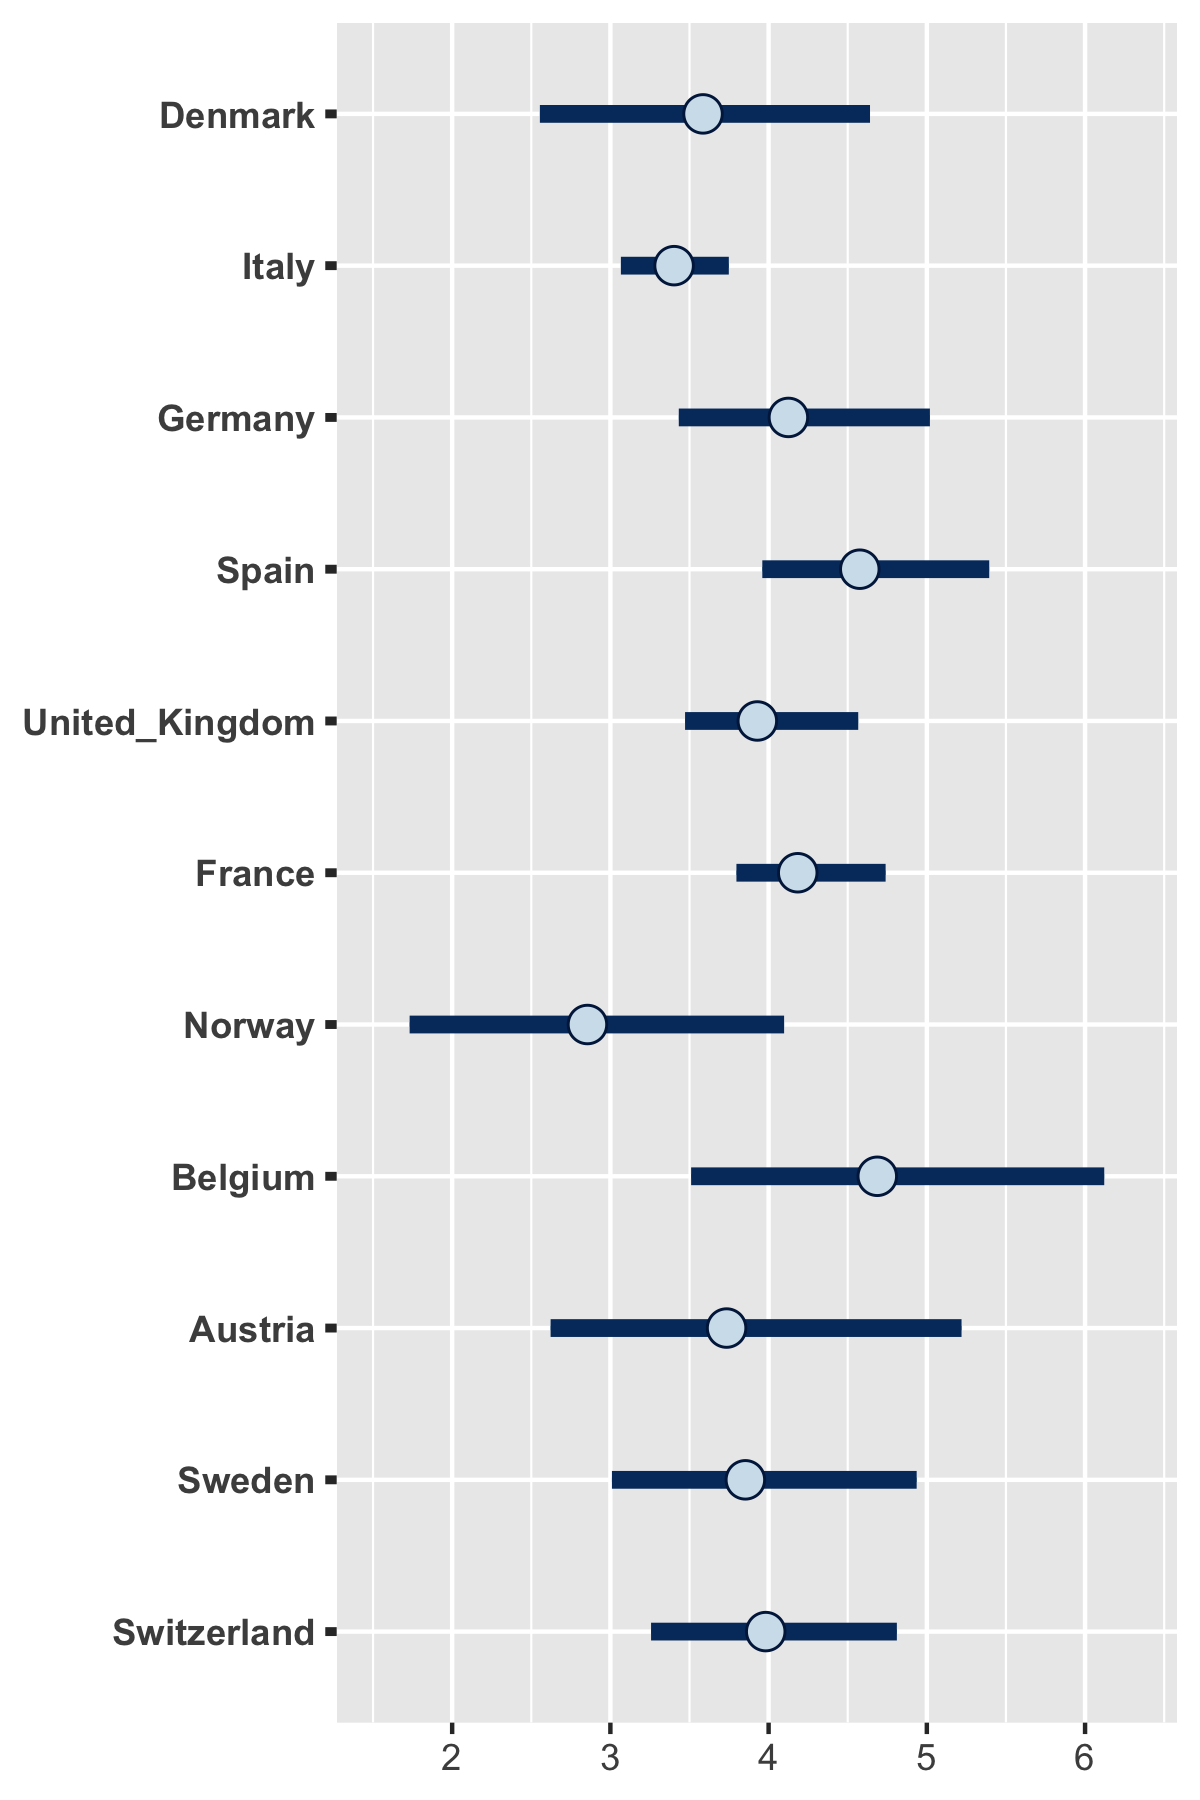 Denmark
Italy
Germany
Spain
United_Kingdom
France
Norway
Belgium
Austria
Sweden
Switzerland
2 3 4 5 6